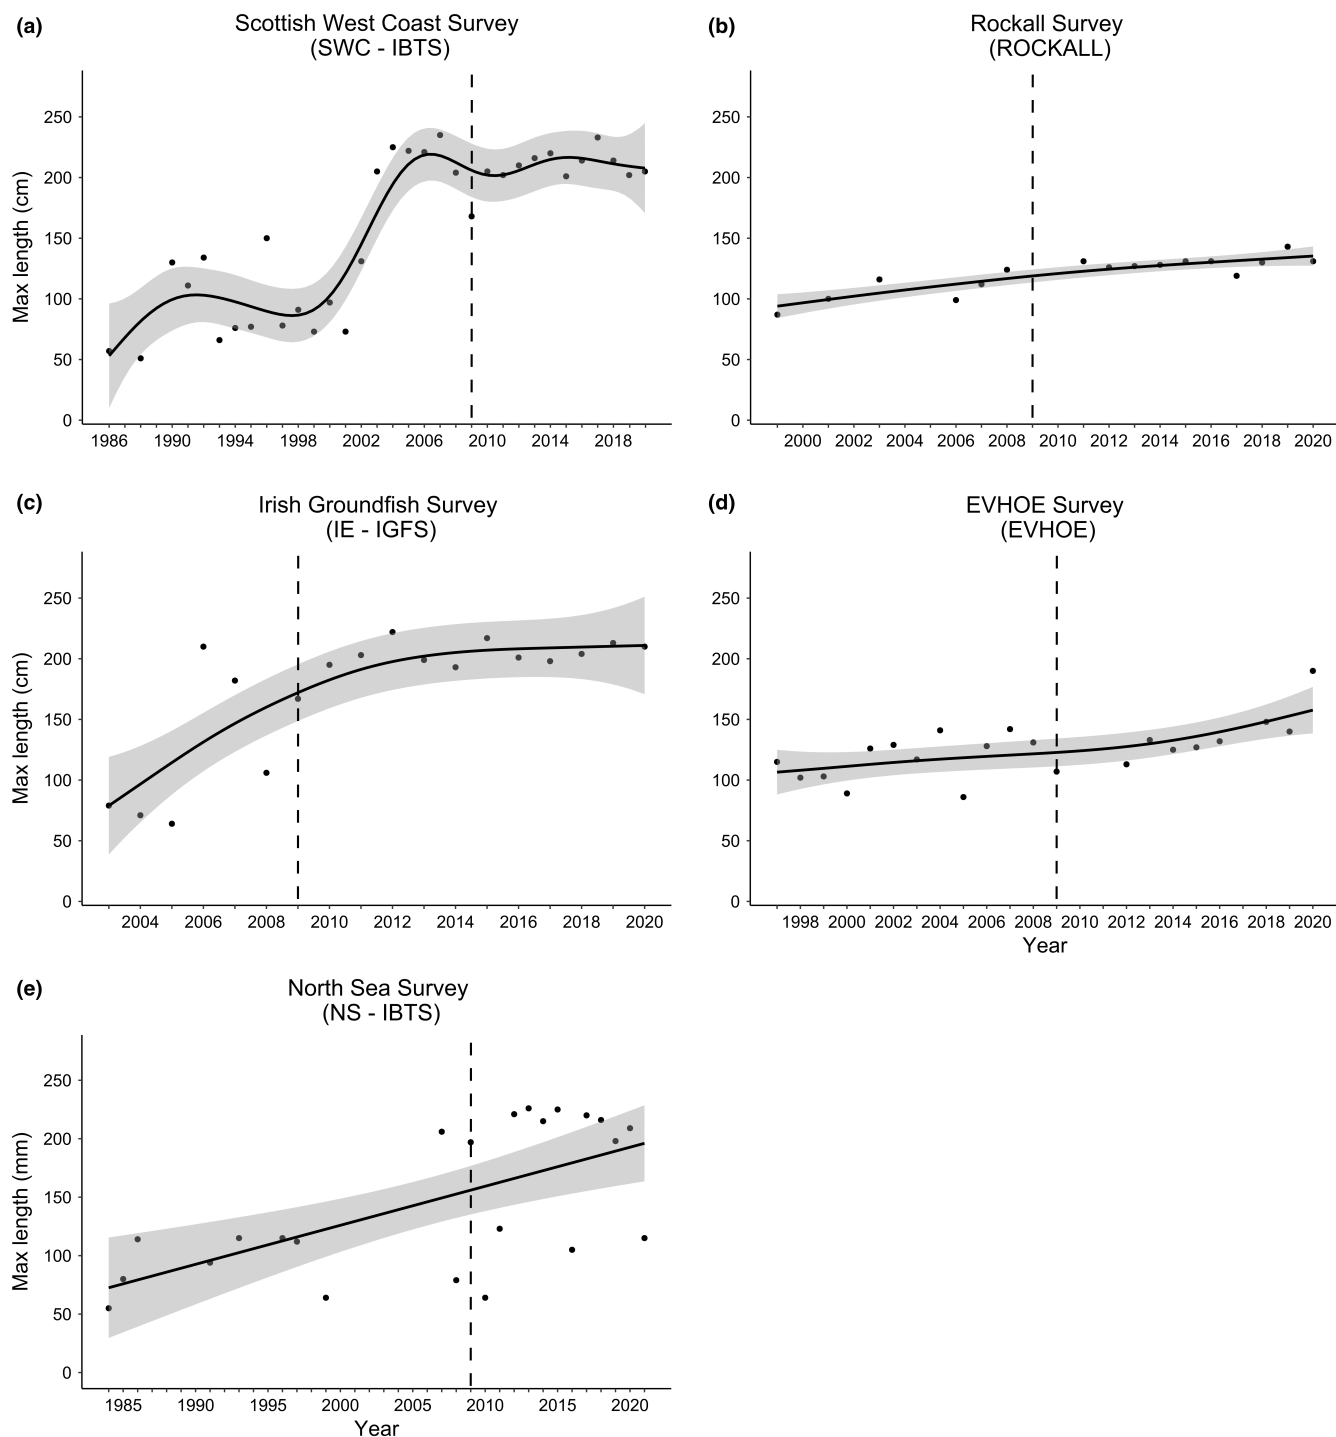 (a)
Scottish West Coast Survey
(SWC - IBTS)
Max length (cm)
250
200
150
100
50
0
1986 1990 1994 1998 2002 2006 2010 2014 2018
(b)
Rockall Survey
(ROCKALL)
250
200
150
100
50
0
2000 2002 2004 2006 2008 2010 2012 2014 2016 2018 2020
(c)
Irish Groundfish Survey
(IE - IGFS)
Max length (cm)
250
200
150
100
50
0
2004 2006 2008 2010 2012 2014 2016 2018 2020
(d)
EVHOE Survey
(EVHOE)
250
200
150
100
50
0
1998 2000 2002 2004 2006 2008 2010 2012 2014 2016 2018 2020
Year
(e)
North Sea Survey
(NS - IBTS)
Max length (mm)
250
200
150
100
50
0
1985 1990 1995 2000 2005 2010 2015 2020
Year